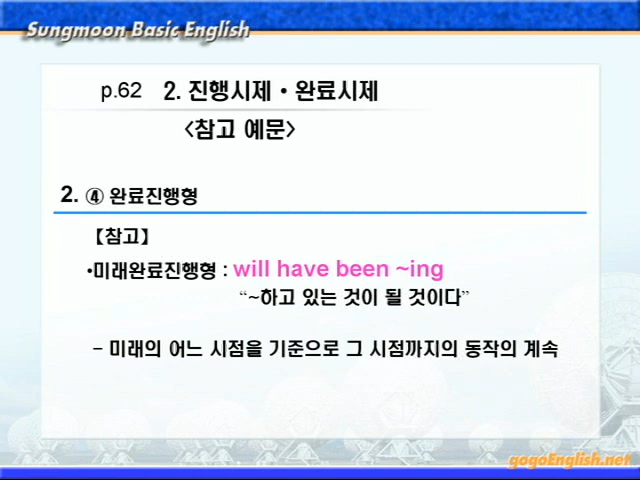 Sungmoon Basic English
p.62 2. 진행시제・완료시제
<참고 예문>
2. ④ 완료진행형
【참고】
•미래완료진행형 : will have been ~ing
“~하고 있는 것이 될 것이다”
– 미래의 어느 시점을 기준으로 그 시점까지의 동작의 계속
gogoEnglish.net